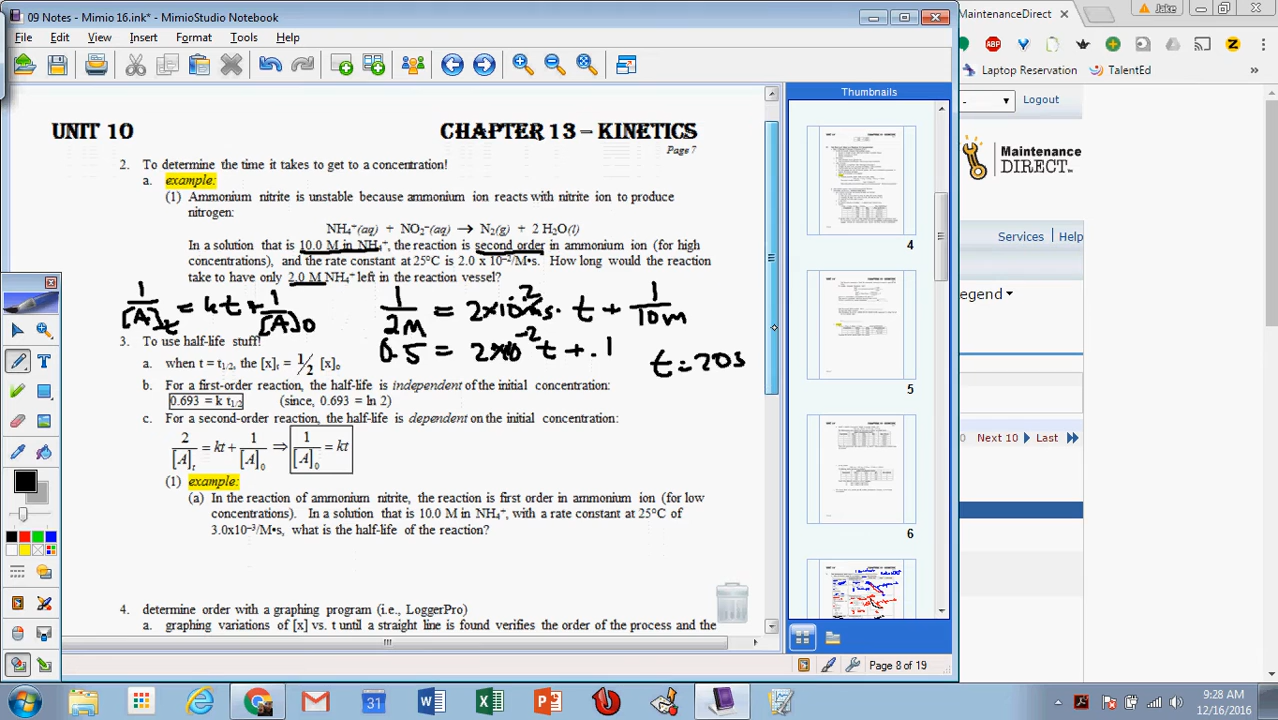 09 Notes - Mimio 16.ink* - MimioStudio Notebook
MaintenanceDirect
Jake
File Edit View Insert Format Tools Help
Laptop Reservation
TalentEd
Thumbnails
Logout
UNIT 10
CHAPTER 13 – KINETICS
Page 7
2. To determine the time it takes to get to a concentration!
a. example:
(1) Ammonium nitrite is unstable because ammonium ion reacts with nitrite ion to produce
nitrogen:
NH₄⁺(aq) + NO₂⁻(aq) → N₂(g) + 2 H₂O(l)
In a solution that is 10.0 M in NH₄⁺, the reaction is second order in ammonium ion (for high
concentrations), and the rate constant at 25°C is 2.0 x 10⁻²/M•s. How long would the reaction
take to have only 2.0 M NH₄⁺ left in the reaction vessel?
1/[A]t = kt + 1/[A]0
1/2M = 2x10⁻²/Ms · t + 1/10M
0.5 = 2x10⁻² t + .1
t = 20s
3. To use half-life stuff!
a. when t = t1/2, the [x]t = 1/2 [x]0
b. For a first-order reaction, the half-life is independent of the initial concentration:
0.693 = k t1/2 (since, 0.693 = ln 2)
c. For a second-order reaction, the half-life is dependent on the initial concentration:
2/[A]t = kt + 1/[A]0 ⇒ 1/[A]0 = kt
(1) example:
(a) In the reaction of ammonium nitrite, the reaction is first order in ammonium ion (for low
concentrations). In a solution that is 10.0 M in NH₄⁺, with a rate constant at 25°C of
3.0x10⁻³/M•s, what is the half-life of the reaction?
4. determine order with a graphing program (i.e., LoggerPro)
a. graphing variations of [x] vs. t until a straight line is found verifies the order of the process and the
4
5
6
Maintenance
DIRECT.
Issues Help
egend
0 Next 10 Last
Page 8 of 19
9:28 AM
12/16/2016